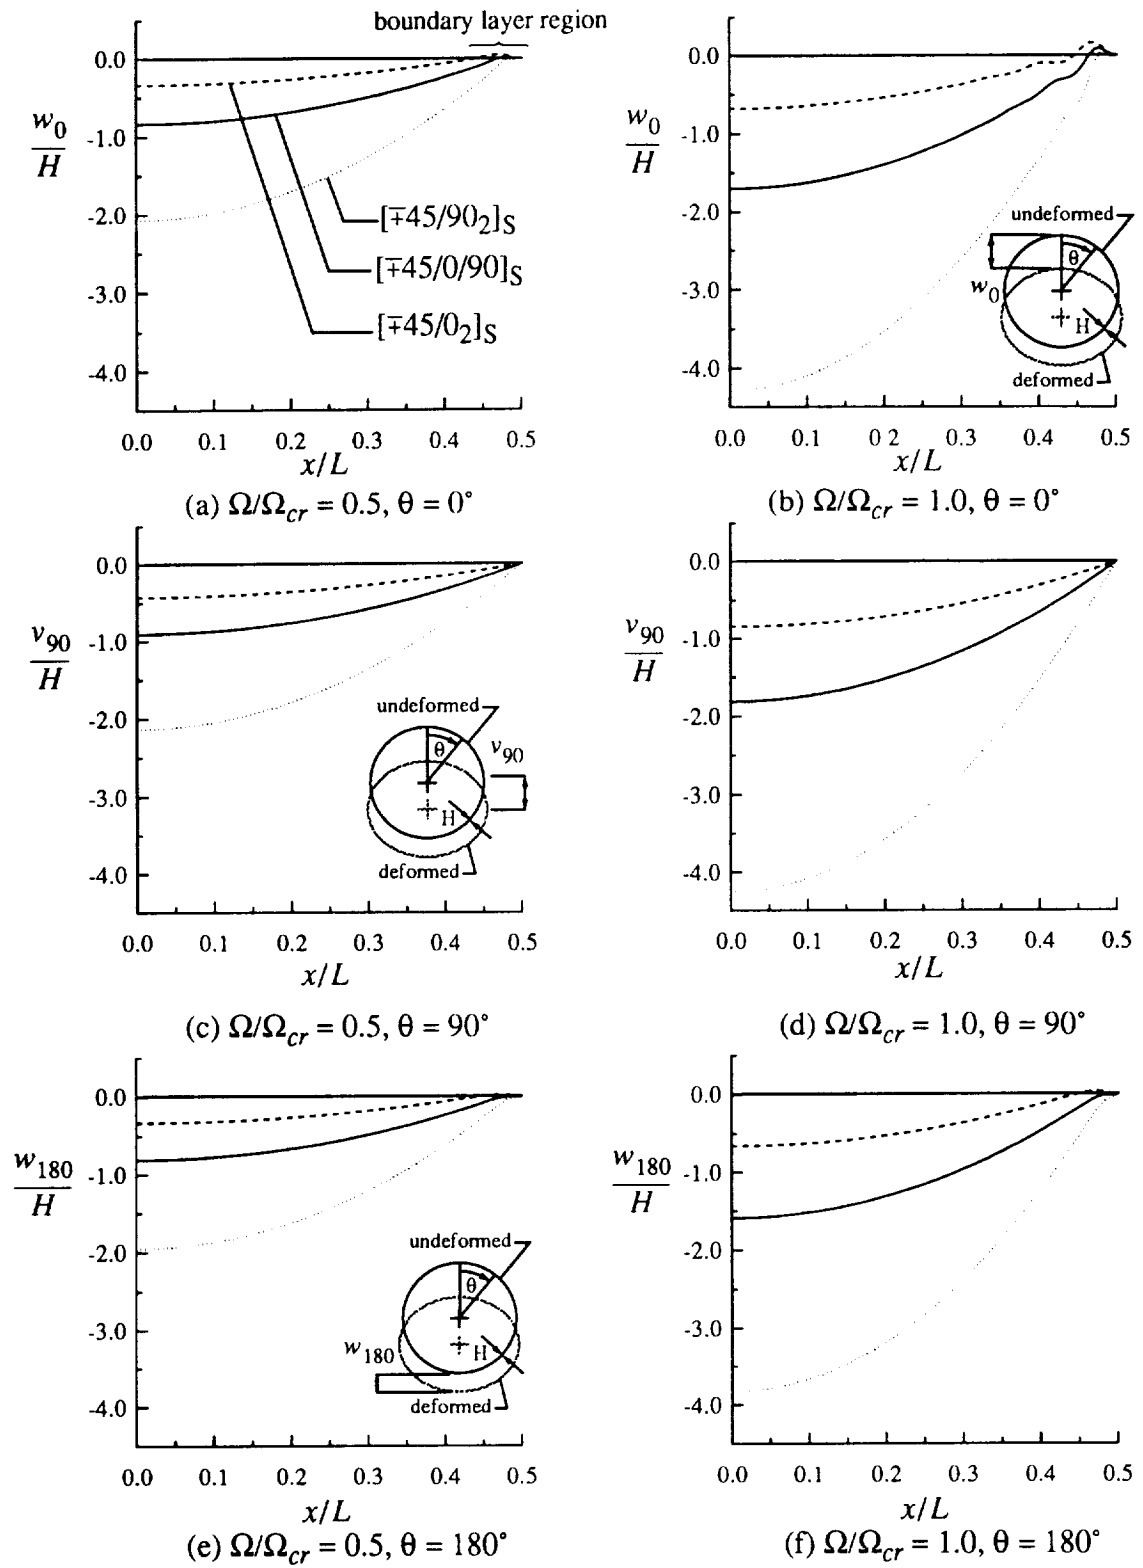 boundary layer region
0.0
-1.0
-2.0
-3.0
-4.0
w0/H
[∓45/90₂]S
[∓45/0/90]S
[∓45/0₂]S
0.0 0.1 0.2 0.3 0.4 0.5
x/L
(a) Ω/Ωcr = 0.5, θ = 0°
0.0
-1.0
-2.0
-3.0
-4.0
w0/H
undeformed
θ
w0
H
deformed
0.0 0.1 0 2 0.3 0.4 0.5
x/L
(b) Ω/Ωcr = 1.0, θ = 0°
0.0
-1.0
-2.0
-3.0
-4.0
v90/H
undeformed
θ
v90
H
deformed
0.0 0.1 0.2 0.3 0.4 0.5
x/L
(c) Ω/Ωcr = 0.5, θ = 90°
0.0
-1.0
-2.0
-3.0
-4.0
v90/H
0.0 0.1 0.2 0.3 0.4 0.5
x/L
(d) Ω/Ωcr = 1.0, θ = 90°
0.0
-1.0
-2.0
-3.0
-4.0
w180/H
undeformed
θ
w180
H
deformed
0.0 0.1 0.2 0.3 0.4 0.5
x/L
(e) Ω/Ωcr = 0.5, θ = 180°
0.0
-1.0
-2.0
-3.0
-4.0
w180/H
0.0 0.1 0.2 0.3 0.4 0.5
x/L
(f) Ω/Ωcr = 1.0, θ = 180°